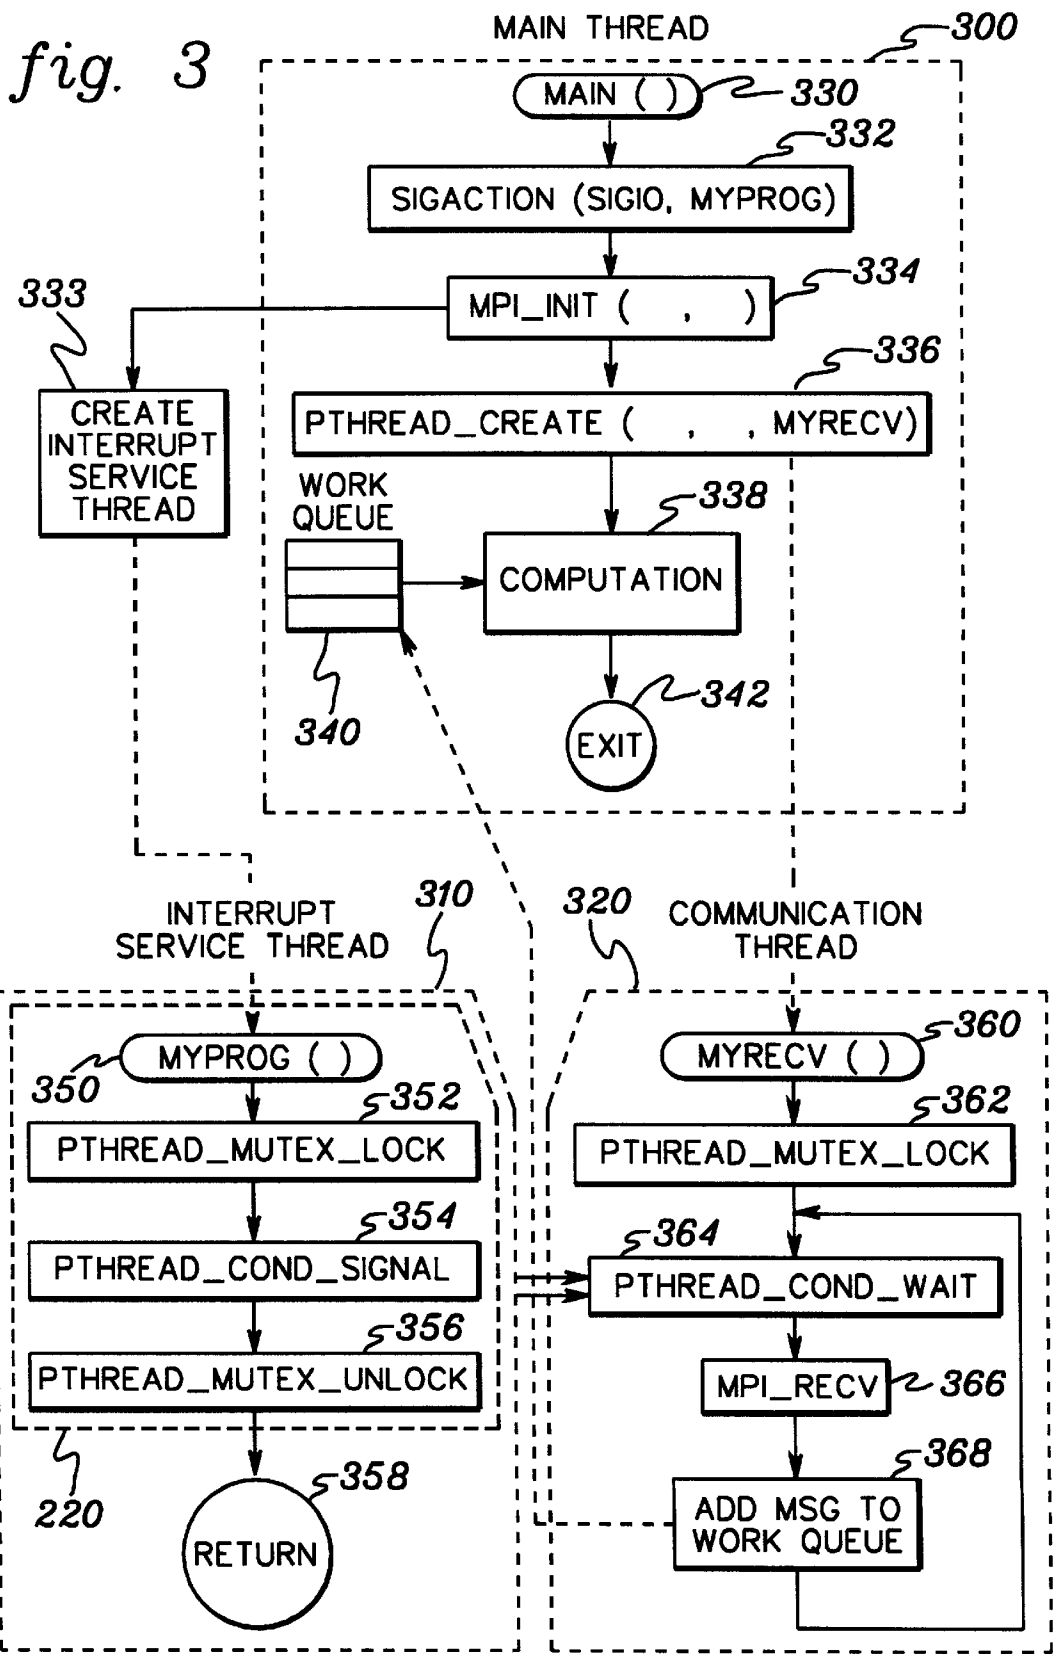 fig. 3
MAIN THREAD
300
MAIN ( )
330
332
SIGACTION (SIGIO, MYPROG)
334
MPI_INIT ( , )
333
336
CREATE
INTERRUPT
SERVICE
THREAD
PTHREAD_CREATE ( , , MYRECV)
WORK
QUEUE
338
COMPUTATION
340
342
EXIT
INTERRUPT
SERVICE THREAD
310
320
COMMUNICATION
THREAD
MYPROG ( )
350
352
PTHREAD_MUTEX_LOCK
354
PTHREAD_COND_SIGNAL
356
PTHREAD_MUTEX_UNLOCK
220
358
RETURN
MYRECV ( )
360
362
PTHREAD_MUTEX_LOCK
364
PTHREAD_COND_WAIT
MPI_RECV
366
368
ADD MSG TO
WORK QUEUE